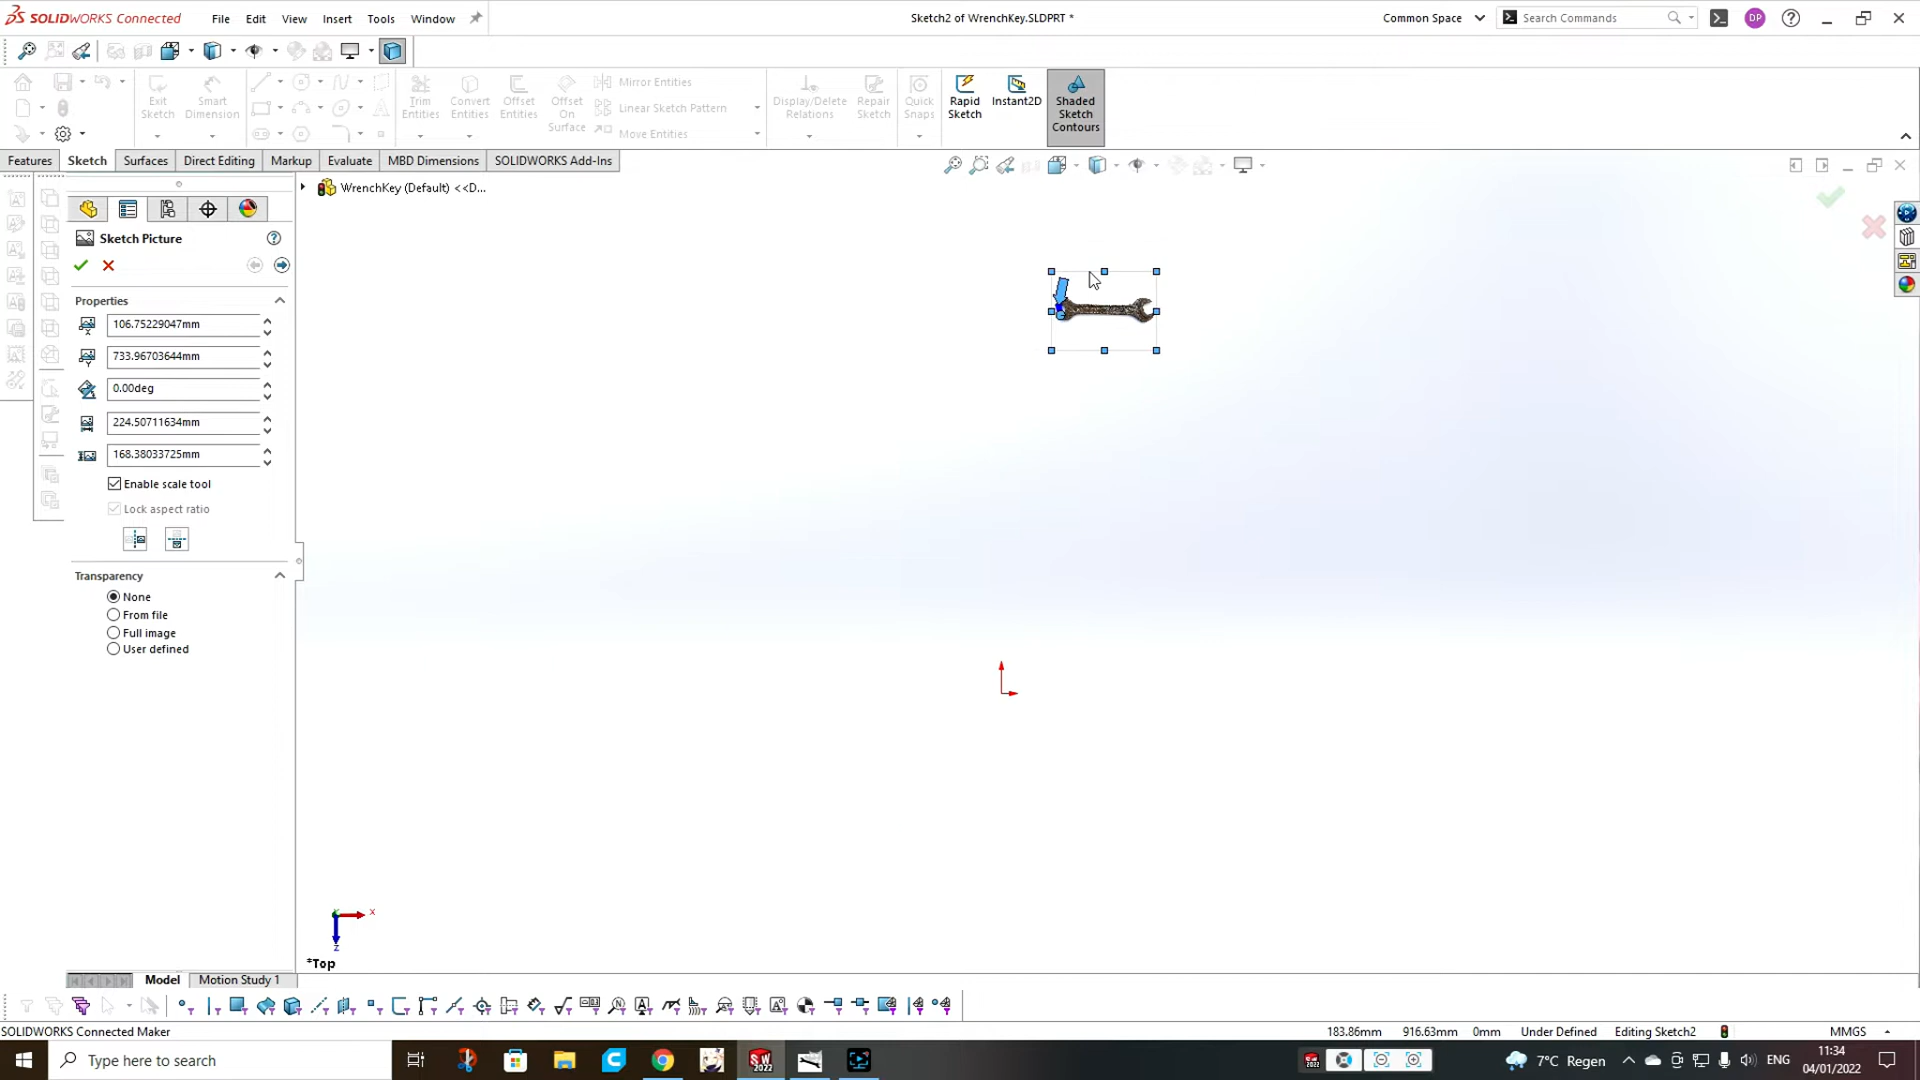 SOLIDWORKS Connected
File
Edit
View
Insert
Tools
Window
Sketch2 of WrenchKey.SLDPRT *
Common Space
Search Commands
DP
Exit Sketch
Smart Dimension
Trim Entities
Convert Entities
Offset Entities
Offset On Surface
Mirror Entities
Linear Sketch Pattern
Move Entities
Display/Delete Relations
Repair Sketch
Quick Snaps
Rapid Sketch
Instant2D
Shaded Sketch Contours
Features
Sketch
Surfaces
Direct Editing
Markup
Evaluate
MBD Dimensions
SOLIDWORKS Add-Ins
WrenchKey (Default) <<D...
Sketch Picture
Properties
106.75229047mm
733.96703644mm
0.00deg
224.50711634mm
168.38033725mm
Enable scale tool
Lock aspect ratio
Transparency
None
From file
Full image
User defined
X
Z
*Top
Model
Motion Study 1
SOLIDWORKS Connected Maker
183.86mm
916.63mm
0mm
Under Defined
Editing Sketch2
MMGS
Type here to search
SW
2022
2022
7°C Regen
ENG
11:34
04/01/2022